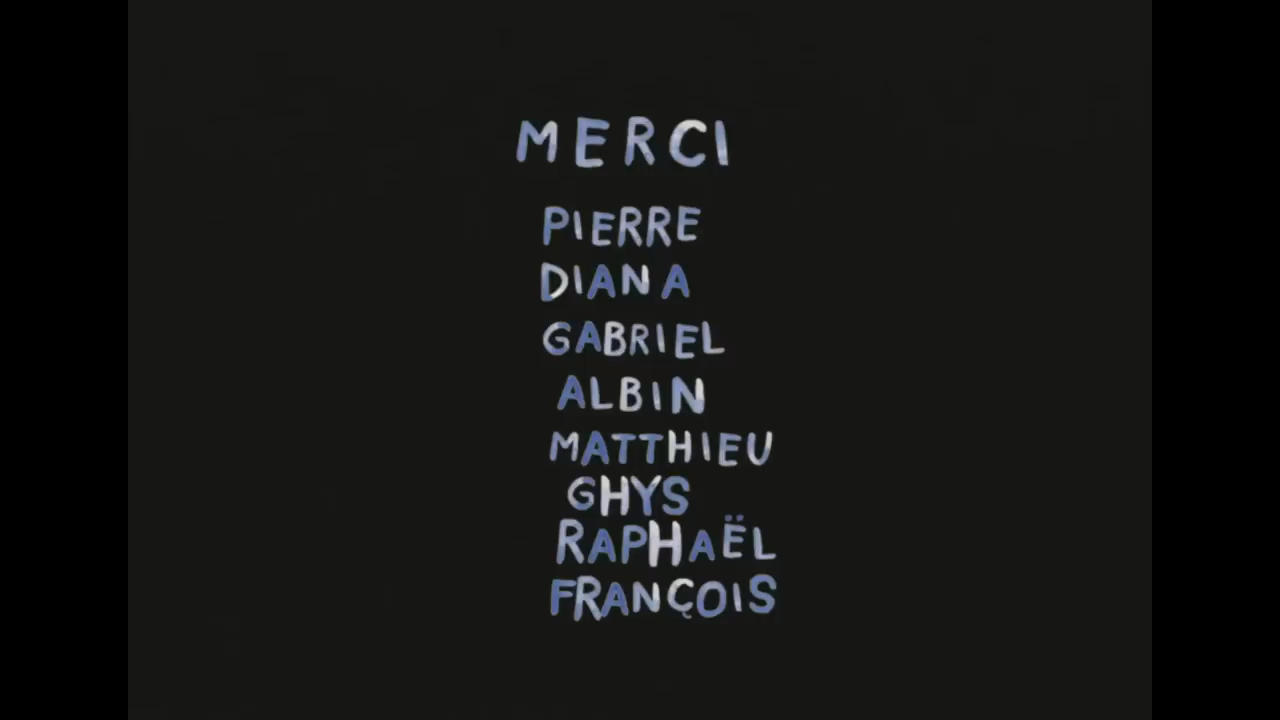 MERCI
PIERRE
DIANA
GABRIEL
ALBIN
MATTHIEU
GHYS
RAPHAËL
FRANÇOIS